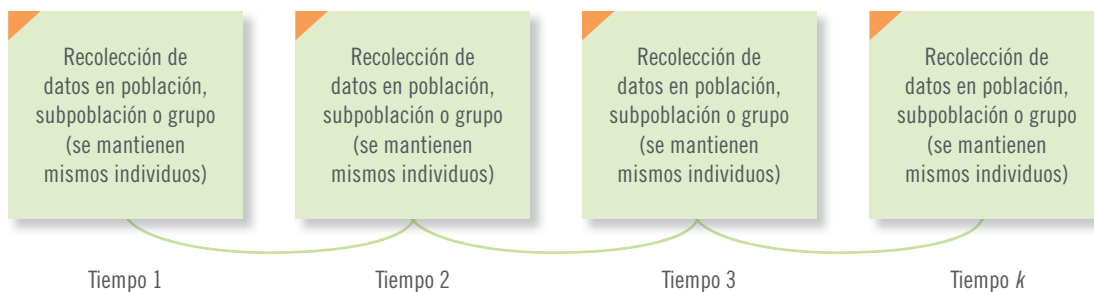 Recolección de
datos en población,
subpoblación o grupo
(se mantienen
mismos individuos)
Recolección de
datos en población,
subpoblación o grupo
(se mantienen
mismos individuos)
Recolección de
datos en población,
subpoblación o grupo
(se mantienen
mismos individuos)
Recolección de
datos en población,
subpoblación o grupo
(se mantienen
mismos individuos)
Tiempo 1
Tiempo 2
Tiempo 3
Tiempo k